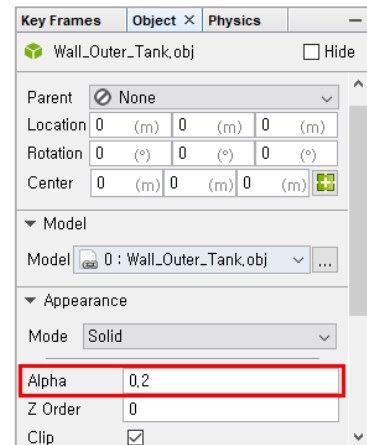 Key Frames Object × Physics
Wall_Outer_Tank,obj Hide
Parent None
Location 0 (m) 0 (m) 0 (m)
Rotation 0 (°) 0 (°) 0 (°)
Center 0 (m) 0 (m) 0 (m)
Model
Model 0 : Wall_Outer_Tank,obj ...
Appearance
Mode Solid
Alpha 0,2
Z Order 0
Clip